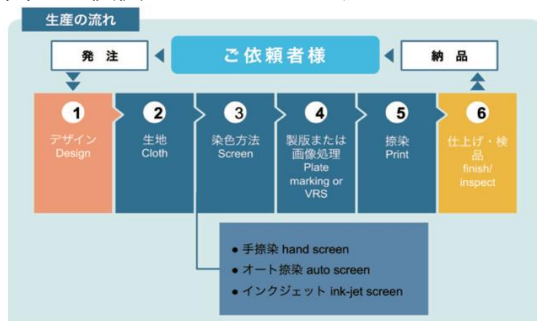 生産の流れ
発 注
ご依頼者様
納 品
1
デザイン
Design
2
生地
Cloth
3
染色方法
Screen
4
製版または
画像処理
Plate
marking or
VRS
5
捺染
Print
6
仕上げ・検
品
finish/
inspect
● 手捺染 hand screen
● オート捺染 auto screen
● インクジェット ink-jet screen